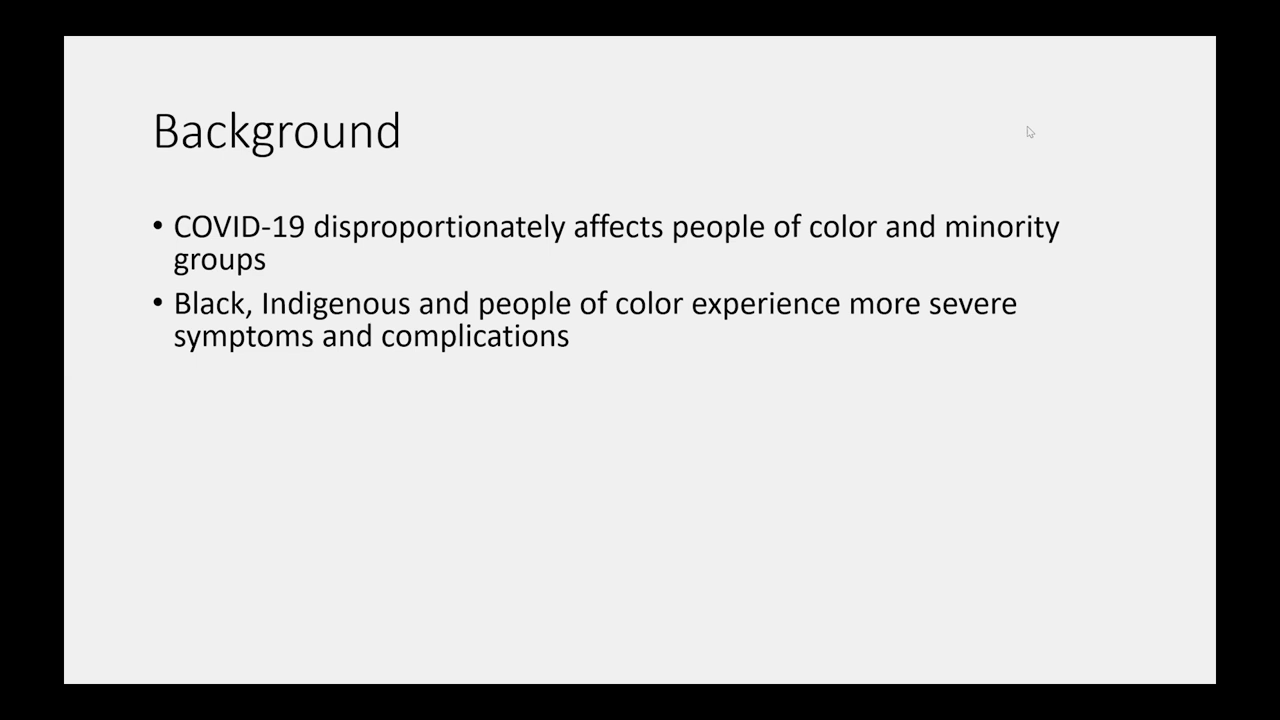 Background
• COVID-19 disproportionately affects people of color and minority
groups
• Black, Indigenous and people of color experience more severe
symptoms and complications